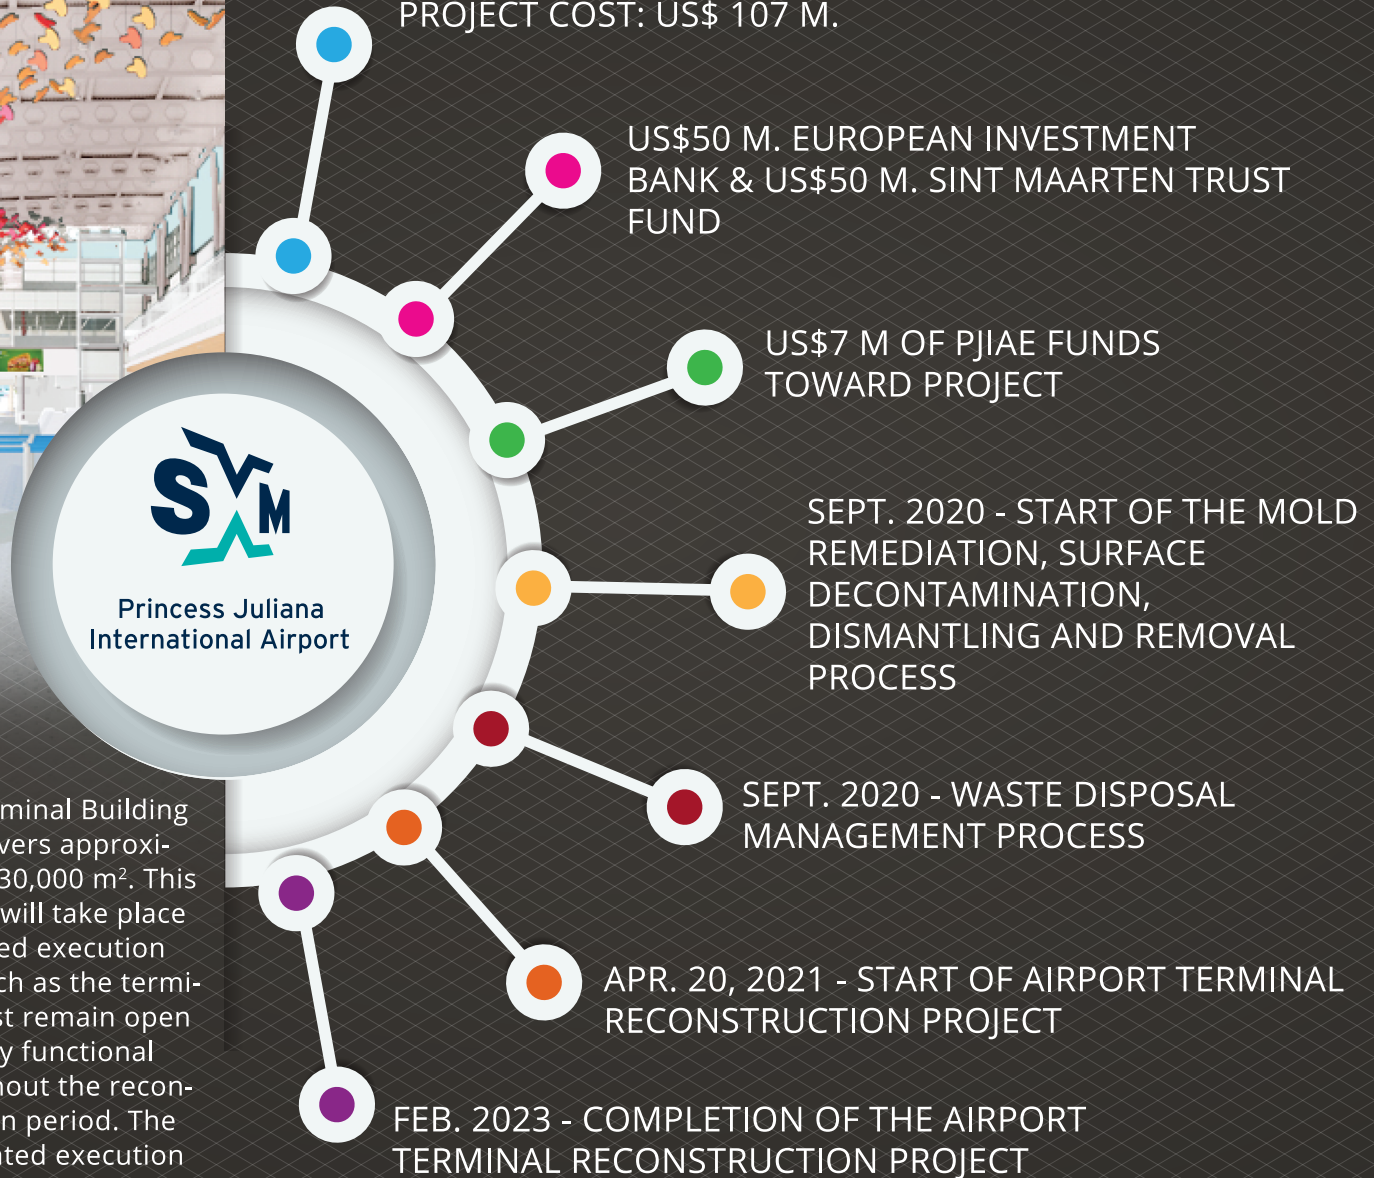 PROJECT COST: US$ 107 M.
US$50 M. EUROPEAN INVESTMENT
BANK & US$50 M. SINT MAARTEN TRUST
FUND
US$7 M OF PJIAE FUNDS
TOWARD PROJECT
SEPT. 2020 - START OF THE MOLD
REMEDIATION, SURFACE
DECONTAMINATION,
DISMANTLING AND REMOVAL
PROCESS
SEPT. 2020 - WASTE DISPOSAL
MANAGEMENT PROCESS
APR. 20, 2021 - START OF AIRPORT TERMINAL
RECONSTRUCTION PROJECT
FEB. 2023 - COMPLETION OF THE AIRPORT
TERMINAL RECONSTRUCTION PROJECT
SXM
Princess Juliana
International Airport
minal Building
vers approxi-
30,000 m². This
will take place
ed execution
ch as the termi-
st remain open
y functional
hout the recon-
n period. The
ated execution